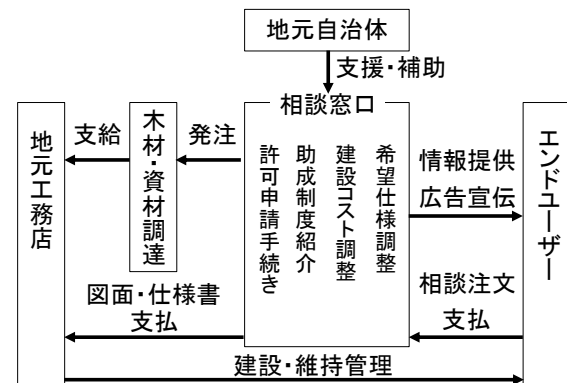 地元自治体
支援・補助
相談窓口
希望仕様調整
建設コスト調整
助成制度紹介
許可申請手続き
発注
木材・資材調達
支給
地元工務店
情報提供
広告宣伝
エンドユーザー
相談注文
支払
図面・仕様書
支払
建設・維持管理